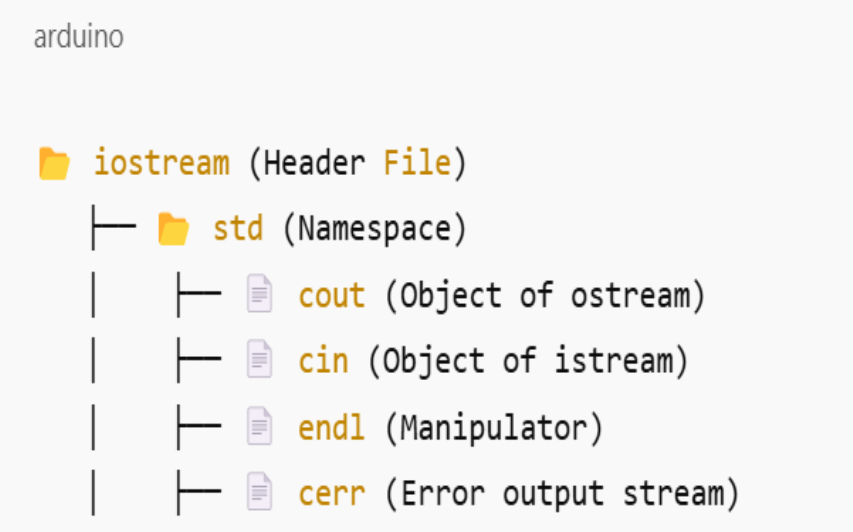 arduino
iostream (Header File)
├── std (Namespace)
│   ├── cout (Object of ostream)
│   ├── cin (Object of istream)
│   ├── endl (Manipulator)
│   ├── cerr (Error output stream)